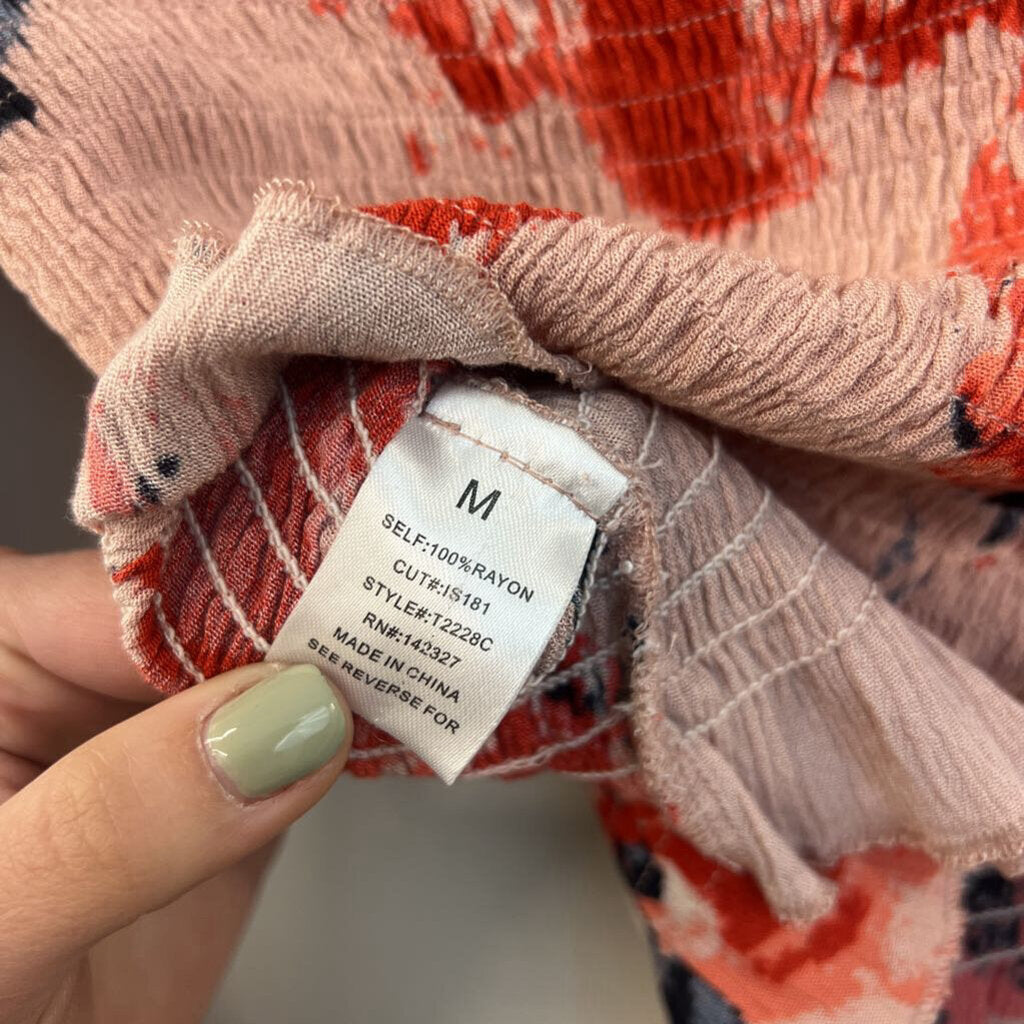 M
SELF:100%RAYON
CUT#:IS181
STYLE#:T2228C
RN#:142327
MADE IN CHINA
SEE REVERSE FOR